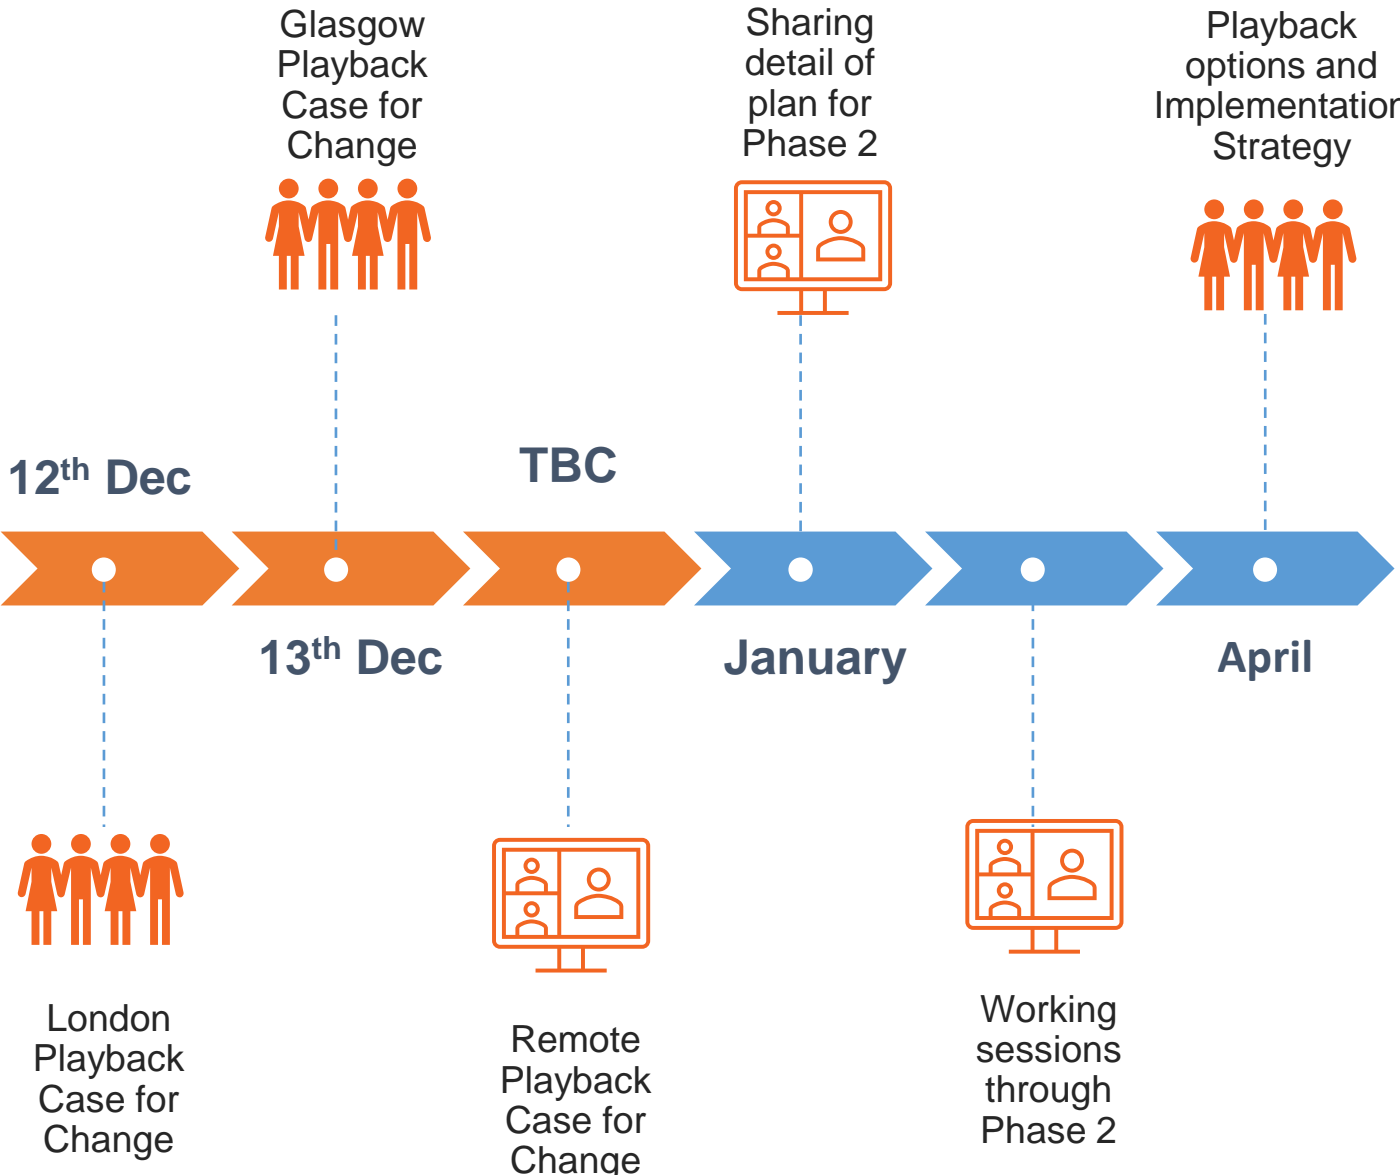 Glasgow
Playback
Case for
Change
Sharing
detail of
plan for
Phase 2
Playback
options and
Implementation
Strategy
12th Dec
TBC
13th Dec
January
April
London
Playback
Case for
Change
Remote
Playback
Case for
Change
Working
sessions
through
Phase 2